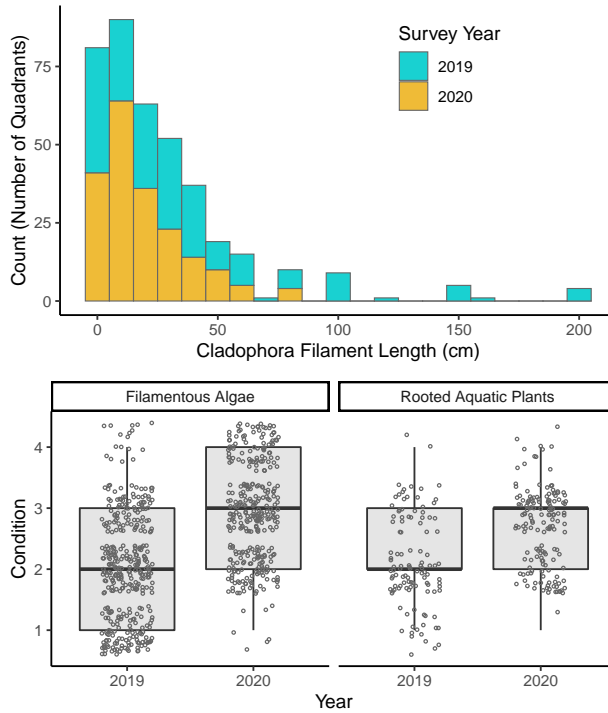 Survey Year
2019
2020
75
50
25
0
Count (Number of Quadrants)
0 50 100 150 200
Cladophora Filament Length (cm)
Filamentous Algae Rooted Aquatic Plants
4
3
2
1
Condition
2019 2020 2019 2020
Year